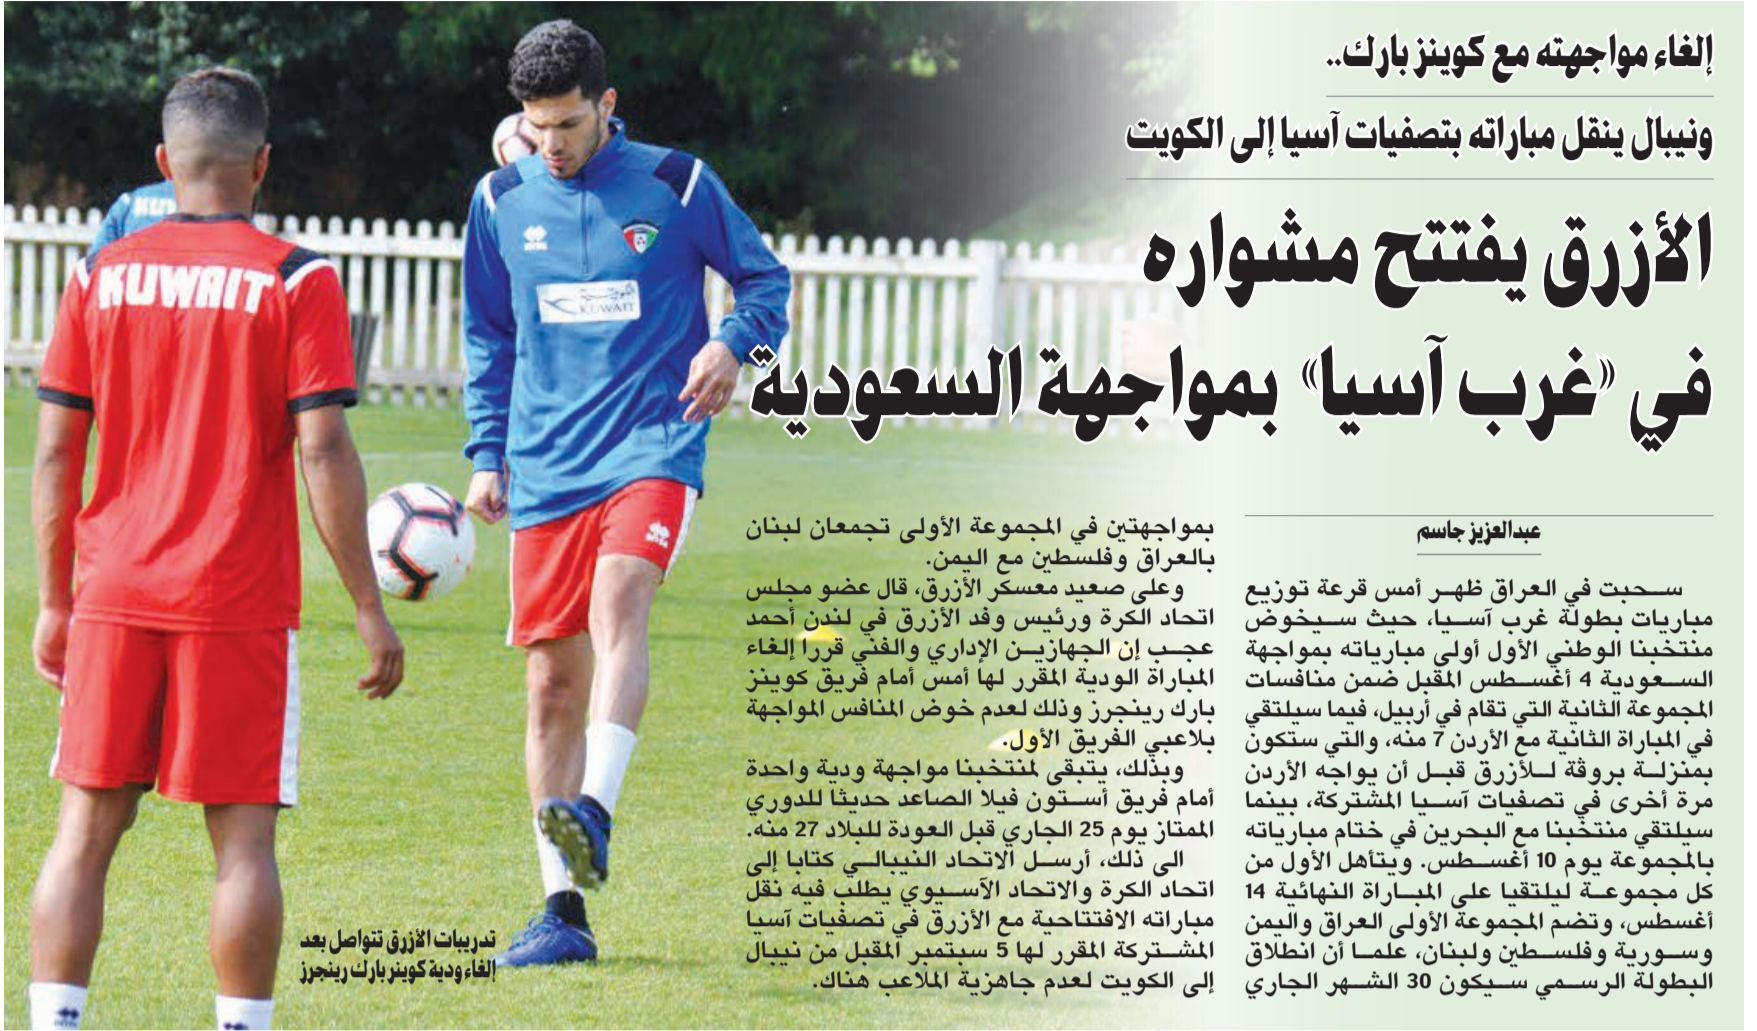 إلغاء مواجهته مع كوينز بارك..
ونيبال ينقل مباراته بتصفيات آسيا إلى الكويت
الأزرق يفتتح مشواره
في «غرب آسيا» بمواجهة السعودية
عبدالعزيز جاسم
سحبت في العراق ظهر أمس قرعة توزيع
مباريات بطولة غرب آسيا، حيث سيخوض
منتخبنا الوطني الأول أولى مبارياته بمواجهة
السعودية 4 أغسطس المقبل ضمن منافسات
المجموعة الثانية التي تقام في أربيل، فيما سيلتقي
في المباراة الثانية مع الأردن 7 منه، والتي ستكون
بمنزلة بروڤة للأزرق قبل أن يواجه الأردن
مرة أخرى في تصفيات آسيا المشتركة، بينما
سيلتقي منتخبنا مع البحرين في ختام مبارياته
بالمجموعة يوم 10 أغسطس. ويتأهل الأول من
كل مجموعة ليلتقيا على المباراة النهائية 14
أغسطس، وتضم المجموعة الأولى العراق واليمن
وسورية وفلسطين ولبنان، علما أن انطلاق
البطولة الرسمي سيكون 30 الشهر الجاري
بمواجهتين في المجموعة الأولى تجمعان لبنان
بالعراق وفلسطين مع اليمن.
وعلى صعيد معسكر الأزرق، قال عضو مجلس
اتحاد الكرة ورئيس وفد الأزرق في لندن أحمد
عجب إن الجهازين الإداري والفني قررا إلغاء
المباراة الودية المقرر لها أمس أمام فريق كوينز
بارك رينجرز وذلك لعدم خوض المنافس المواجهة
بلاعبي الفريق الأول.
وبذلك، يتبقى لمنتخبنا مواجهة ودية واحدة
أمام فريق أستون فيلا الصاعد حديثا للدوري
الممتاز يوم 25 الجاري قبل العودة للبلاد 27 منه.
الى ذلك، أرسل الاتحاد النيبالي كتابا إلى
اتحاد الكرة والاتحاد الآسيوي يطلب فيه نقل
مباراته الافتتاحية مع الأزرق في تصفيات آسيا
المشتركة المقرر لها 5 سبتمبر المقبل من نيبال
إلى الكويت لعدم جاهزية الملاعب هناك.
KUWAIT
KUWAIT
تدريبات الأزرق تتواصل بعد
إلغاء ودية كوينر بارك رينجرز